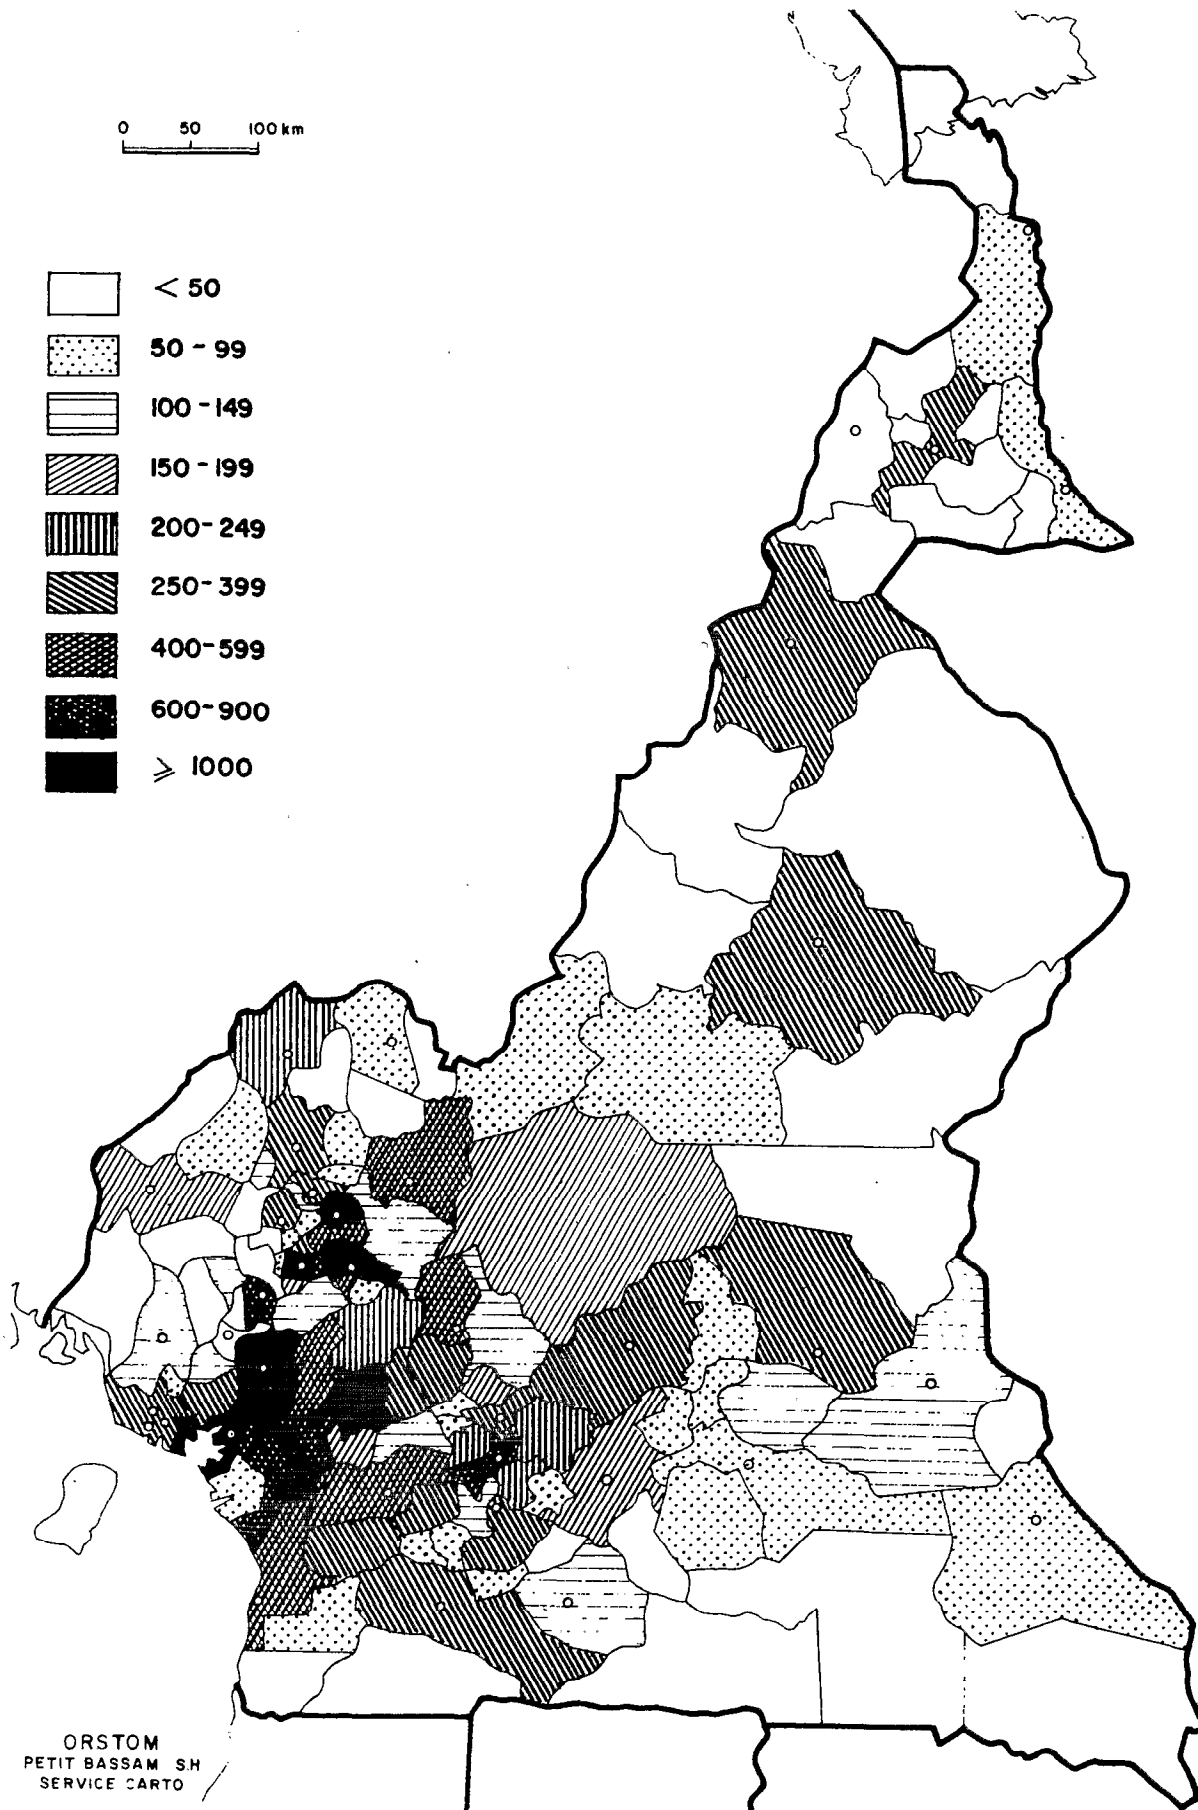 0 50 100 km
< 50
50 - 99
100 - 149
150 - 199
200 - 249
250 - 399
400 - 599
600 - 900
⩾ 1000
ORSTOM
PETIT BASSAM S.H
SERVICE CARTO